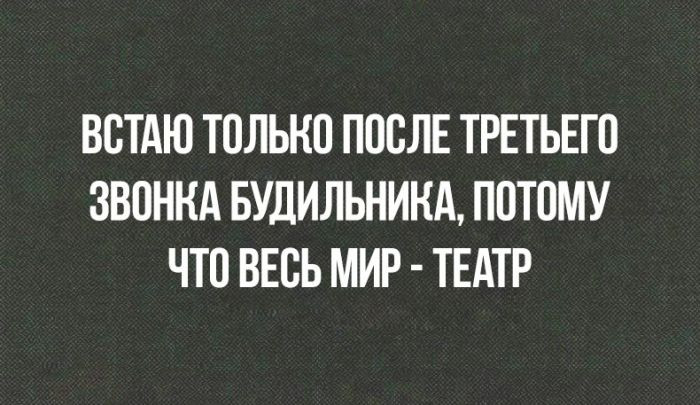 ВСТАЮ ТОЛЬКО ПОСЛЕ ТРЕТЬЕГО
ЗВОНКА БУДИЛЬНИКА, ПОТОМУ
ЧТО ВЕСЬ МИР - ТЕАТР